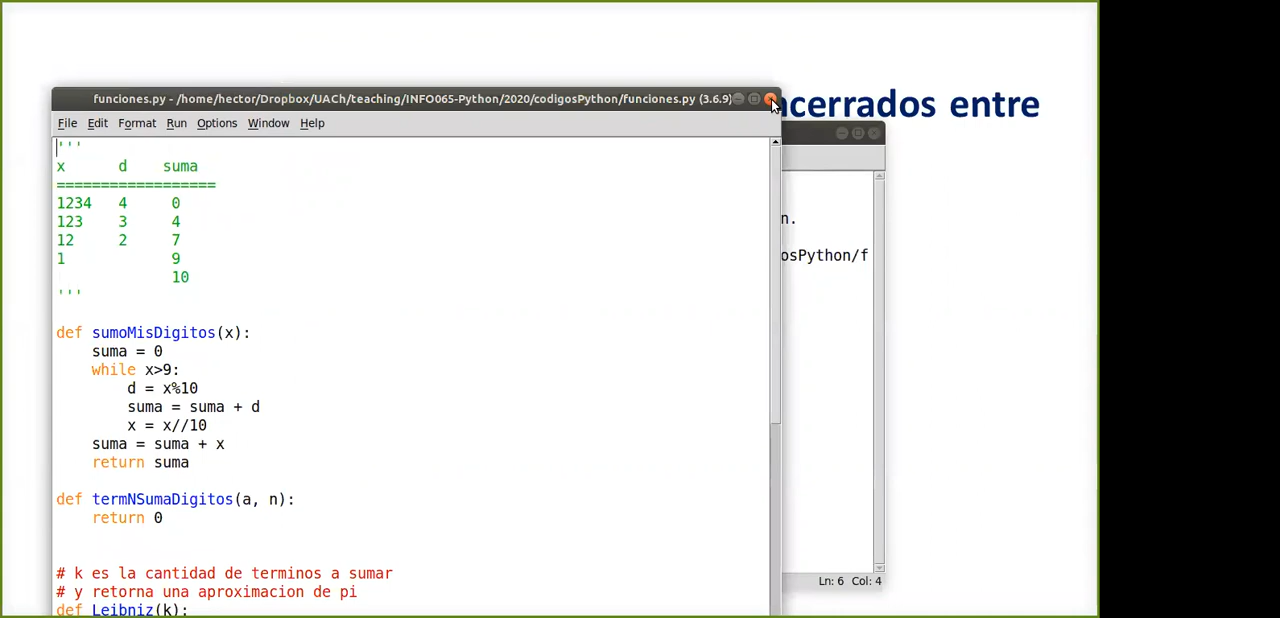 ncerrados entre
funciones.py - /home/hector/Dropbox/UACh/teaching/INFO065-Python/2020/codigosPython/funciones.py (3.6.9)
File Edit Format Run Options Window Help
'''
x d suma
==================
1234 4 0
123 3 4
12 2 7
1 9
10
'''
def sumoMisDigitos(x):
suma = 0
while x>9:
d = x%10
suma = suma + d
x = x//10
suma = suma + x
return suma
def termNSumaDigitos(a, n):
return 0
# k es la cantidad de terminos a sumar
# y retorna una aproximacion de pi
def Leibniz(k):
n.
osPython/f
Ln: 6 Col: 4